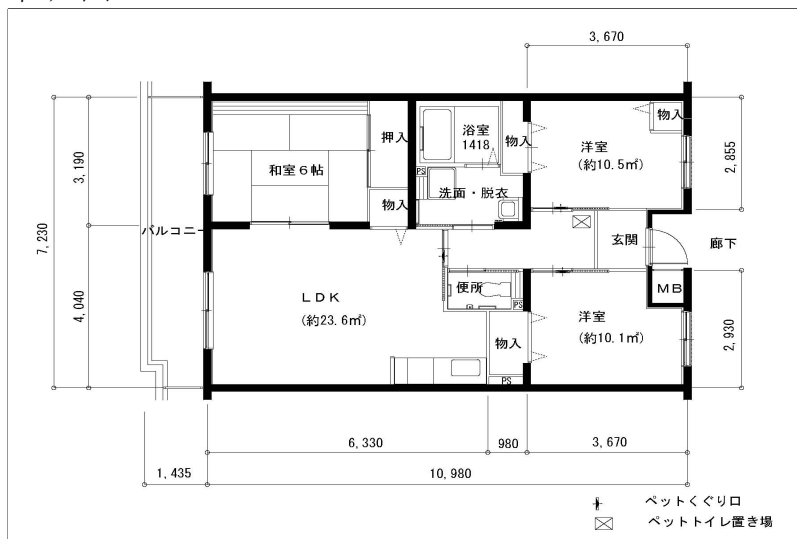 3,670
浴室
1418
物入
物入
洋室
(約10.5㎡)
押入
和室6帖
PS
洗面・脱衣
物入
3,190
2,855
7,230
バルコニー
玄関
廊下
LDK
(約23.6㎡)
便所
PS
MB
洋室
(約10.1㎡)
物入
PS
4,040
2,930
6,330
980
3,670
1,435
10,980
ペットくぐり口
ペットトイレ置き場